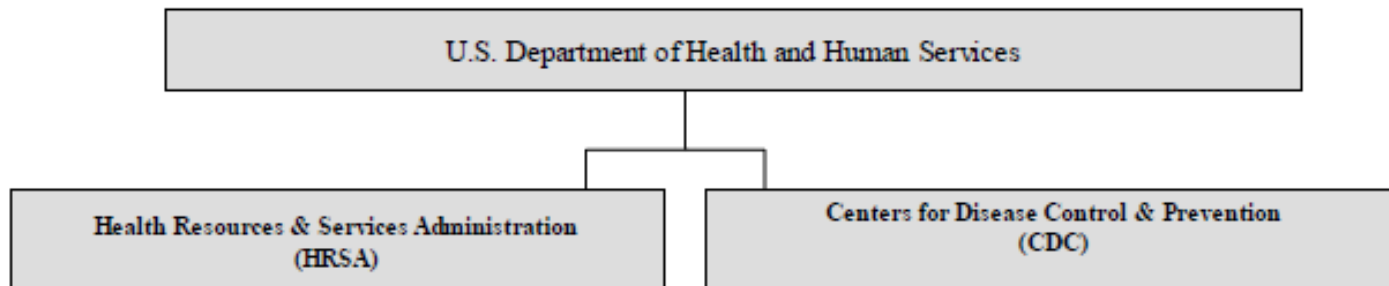 U.S. Department of Health and Human Services
Health Resources & Services Administration
(HRSA)
Centers for Disease Control & Prevention
(CDC)